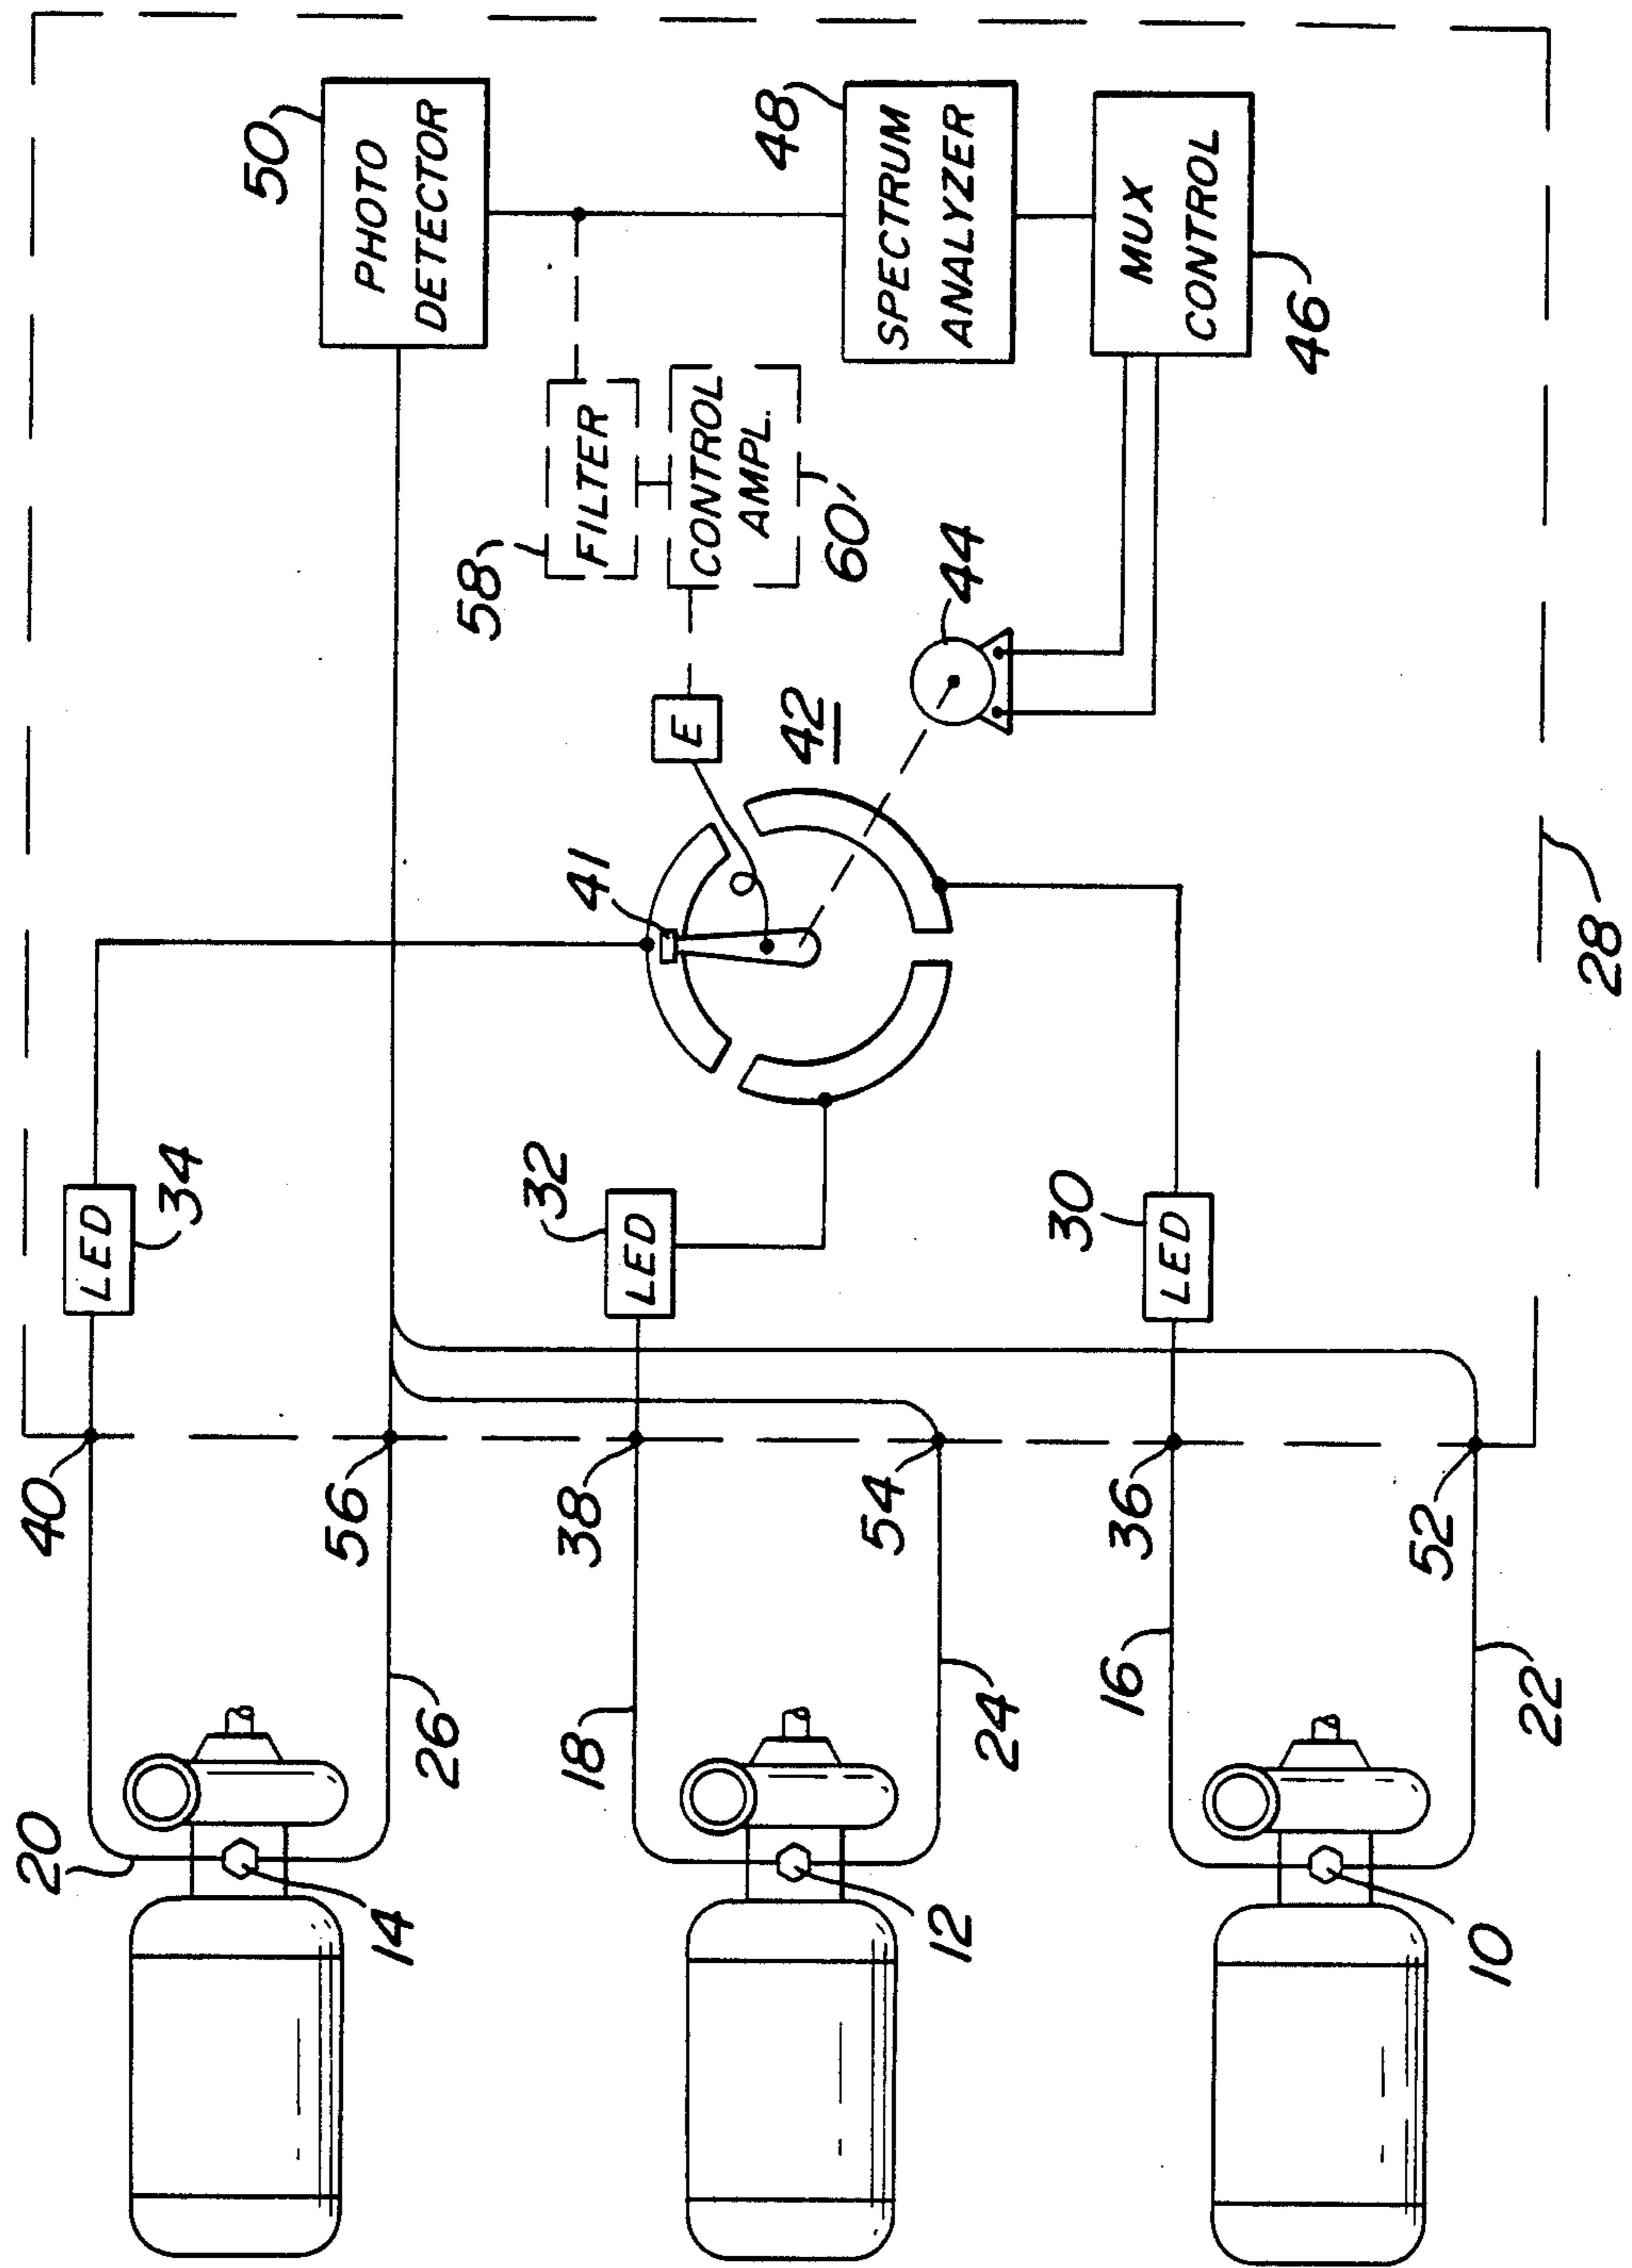 40
LED
34
50
PHOTO
DETECTOR
20
56
26
14
58
FILTER
CONTROL
AMPL.
60
E
41
42
44
48
SPECTRUM
ANALYZER
MUX
CONTROL
46
38
LED
32
18
54
24
12
36
LED
30
16
52
22
10
28